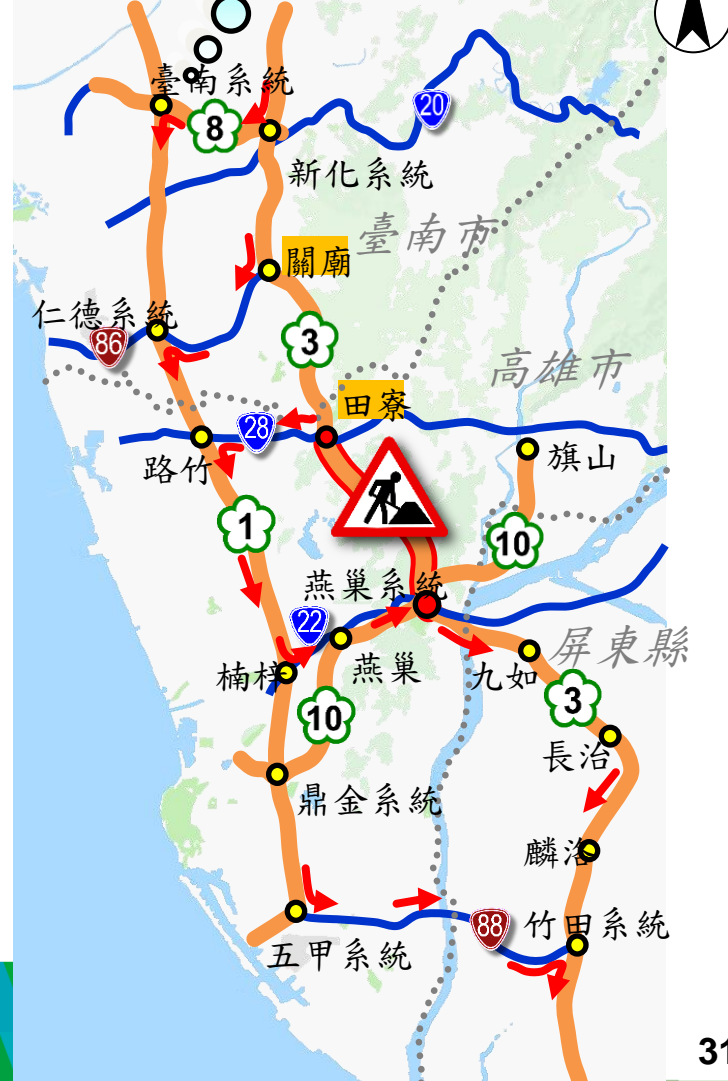 臺南系統
20
8
新化系統
臺南市
關廟
仁德系統
86
3
高雄市
田寮
28
路竹
旗山
1
10
燕巢系統
22
屏東縣
楠梓
燕巢
九如
10
3
長治
鼎金系統
麟洛
88
竹田系統
五甲系統